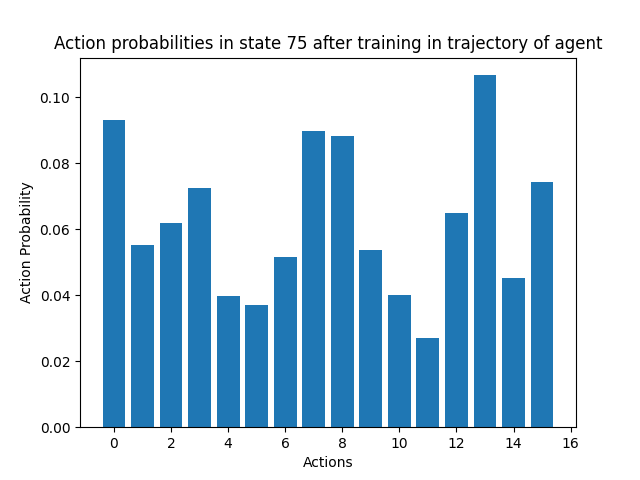 Action probabilities in state 75 after training in trajectory of agent
0.10
0.08
0.06
0.04
0.02
0.00
Action Probability
0 2 4 6 8 10 12 14 16
Actions